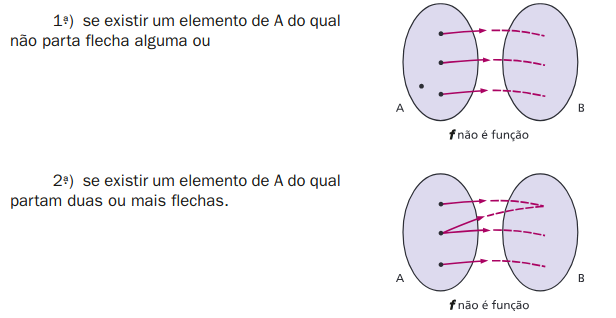 1ª) se existir um elemento de A do qual
não parta flecha alguma ou
A
B
f não é função
2ª) se existir um elemento de A do qual
partam duas ou mais flechas.
A
B
f não é função